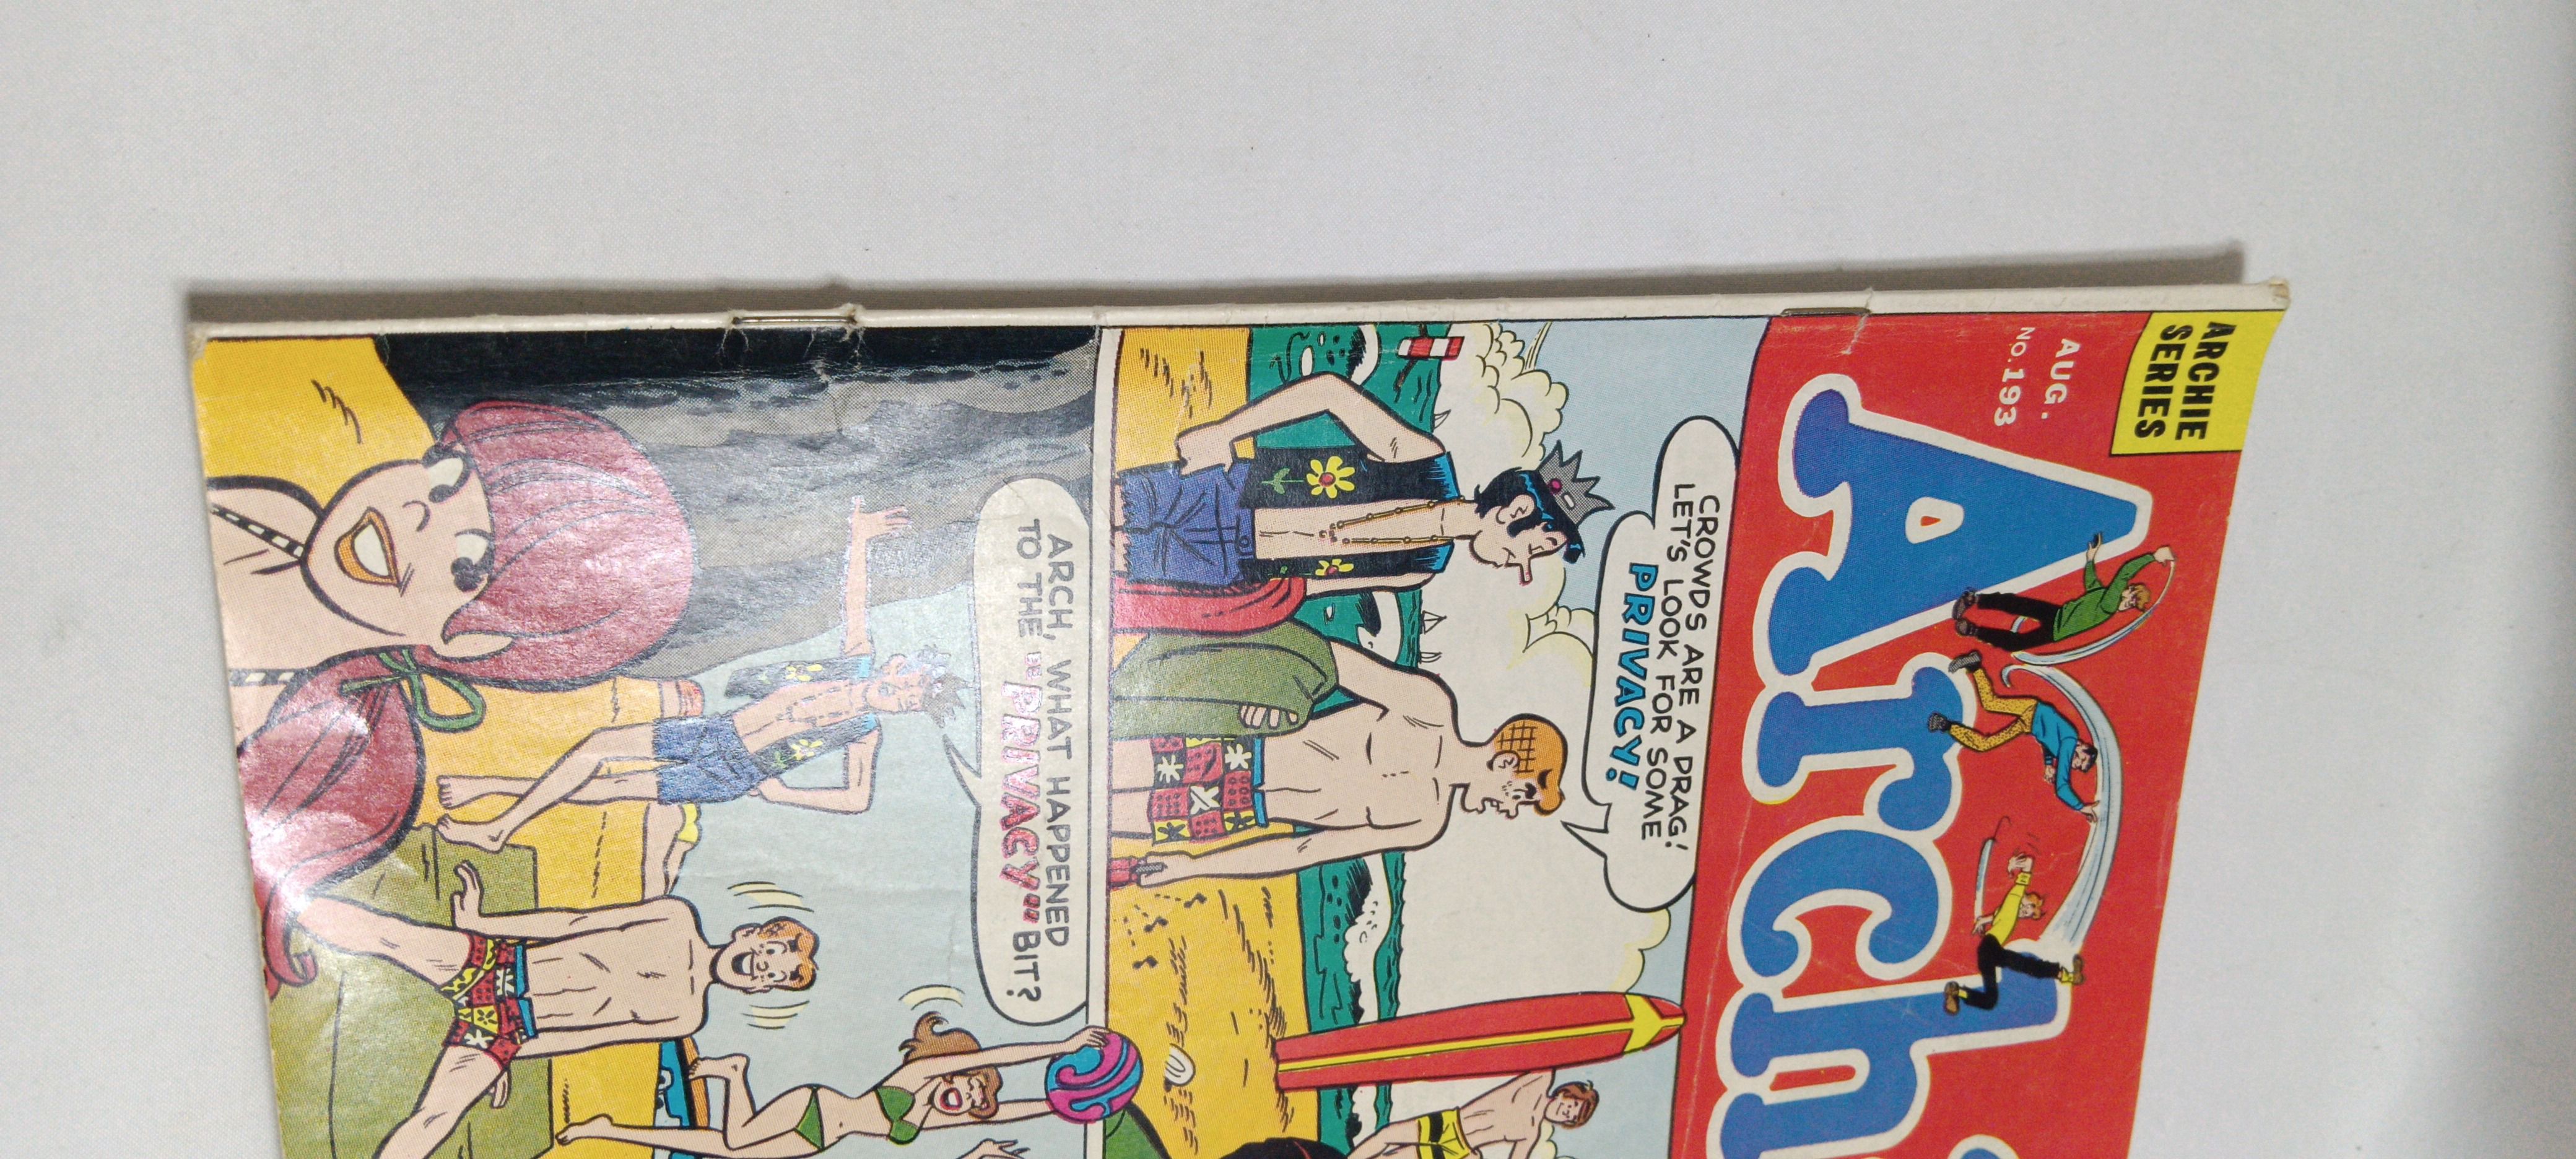 ARCHIE
SERIES
AUG.
NO.193
Arch
CROWDS ARE A DRAG!
LET'S LOOK FOR SOME
PRIVACY!
ARCH, WHAT HAPPENED
TO THE "PRIVACY" BIT?